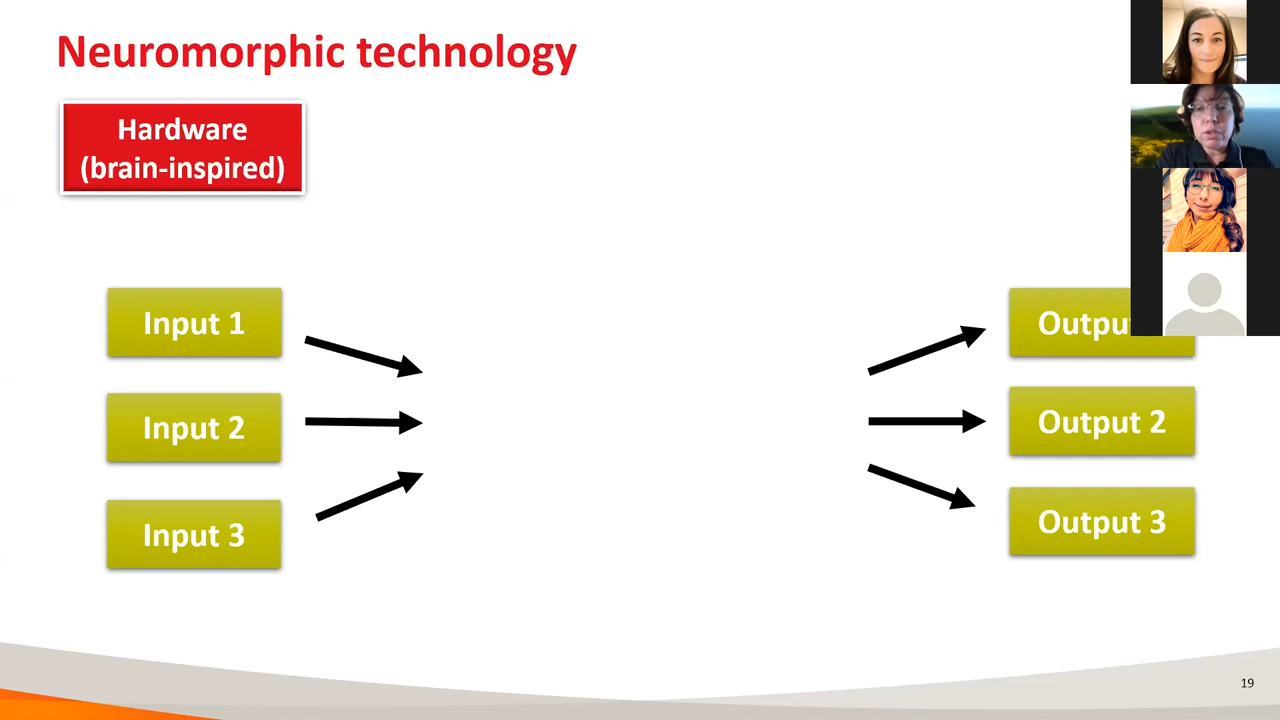 Neuromorphic technology
Hardware
(brain-inspired)
Input 1
Input 2
Input 3
Output 2
Output 3
19